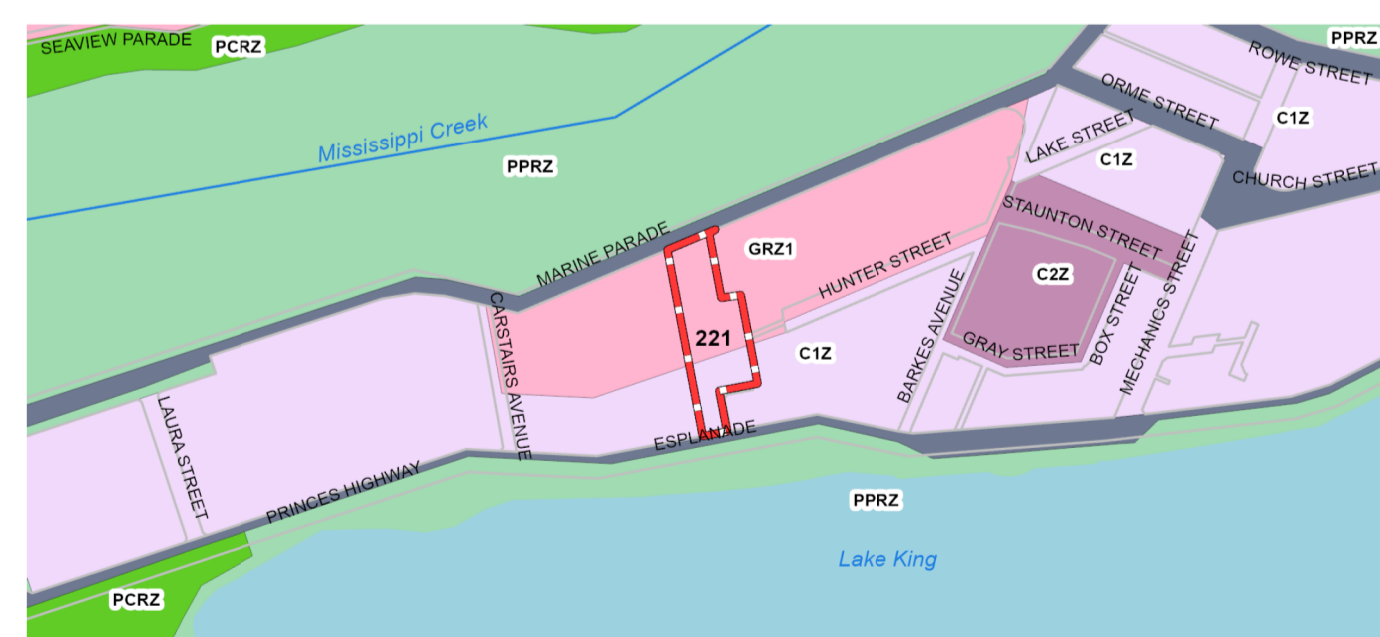 SEAVIEW PARADE
PCRZ
PPRZ
ROWE STREET
ORME STREET
C1Z
Mississippi Creek
LAKE STREET
C1Z
PPRZ
CHURCH STREET
STAUNTON STREET
MARINE PARADE
GRZ1
HUNTER STREET
C2Z
CARSTAIRS AVENUE
221
C1Z
BARKES AVENUE
GRAY STREET
BOX STREET
MECHANICS STREET
LAURA STREET
ESPLANADE
PRINCES HIGHWAY
PPRZ
Lake King
PCRZ